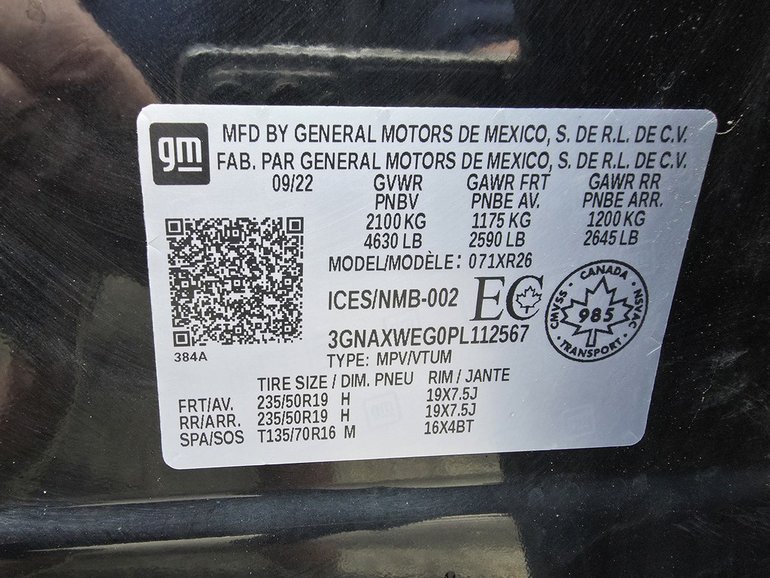 gm
MFD BY GENERAL MOTORS DE MEXICO, S. DE R.L. DE C.V.
FAB. PAR GENERAL MOTORS DE MEXICO, S. DE R.L. DE C.V.
09/22 GVWR GAWR FRT GAWR RR
PNBV PNBE AV. PNBE ARR.
2100 KG 1175 KG 1200 KG
4630 LB 2590 LB 2645 LB
MODEL/MODÈLE: 071XR26
ICES/NMB-002 EC
CANADA
CMVSS 985 NSVAC
TRANSPORT
3GNAXWEG0PL112567
384A
TYPE: MPV/VTUM
TIRE SIZE / DIM. PNEU RIM / JANTE
FRT/AV. 235/50R19 H 19X7.5J
RR/ARR. 235/50R19 H 19X7.5J
SPA/SOS T135/70R16 M 16X4BT